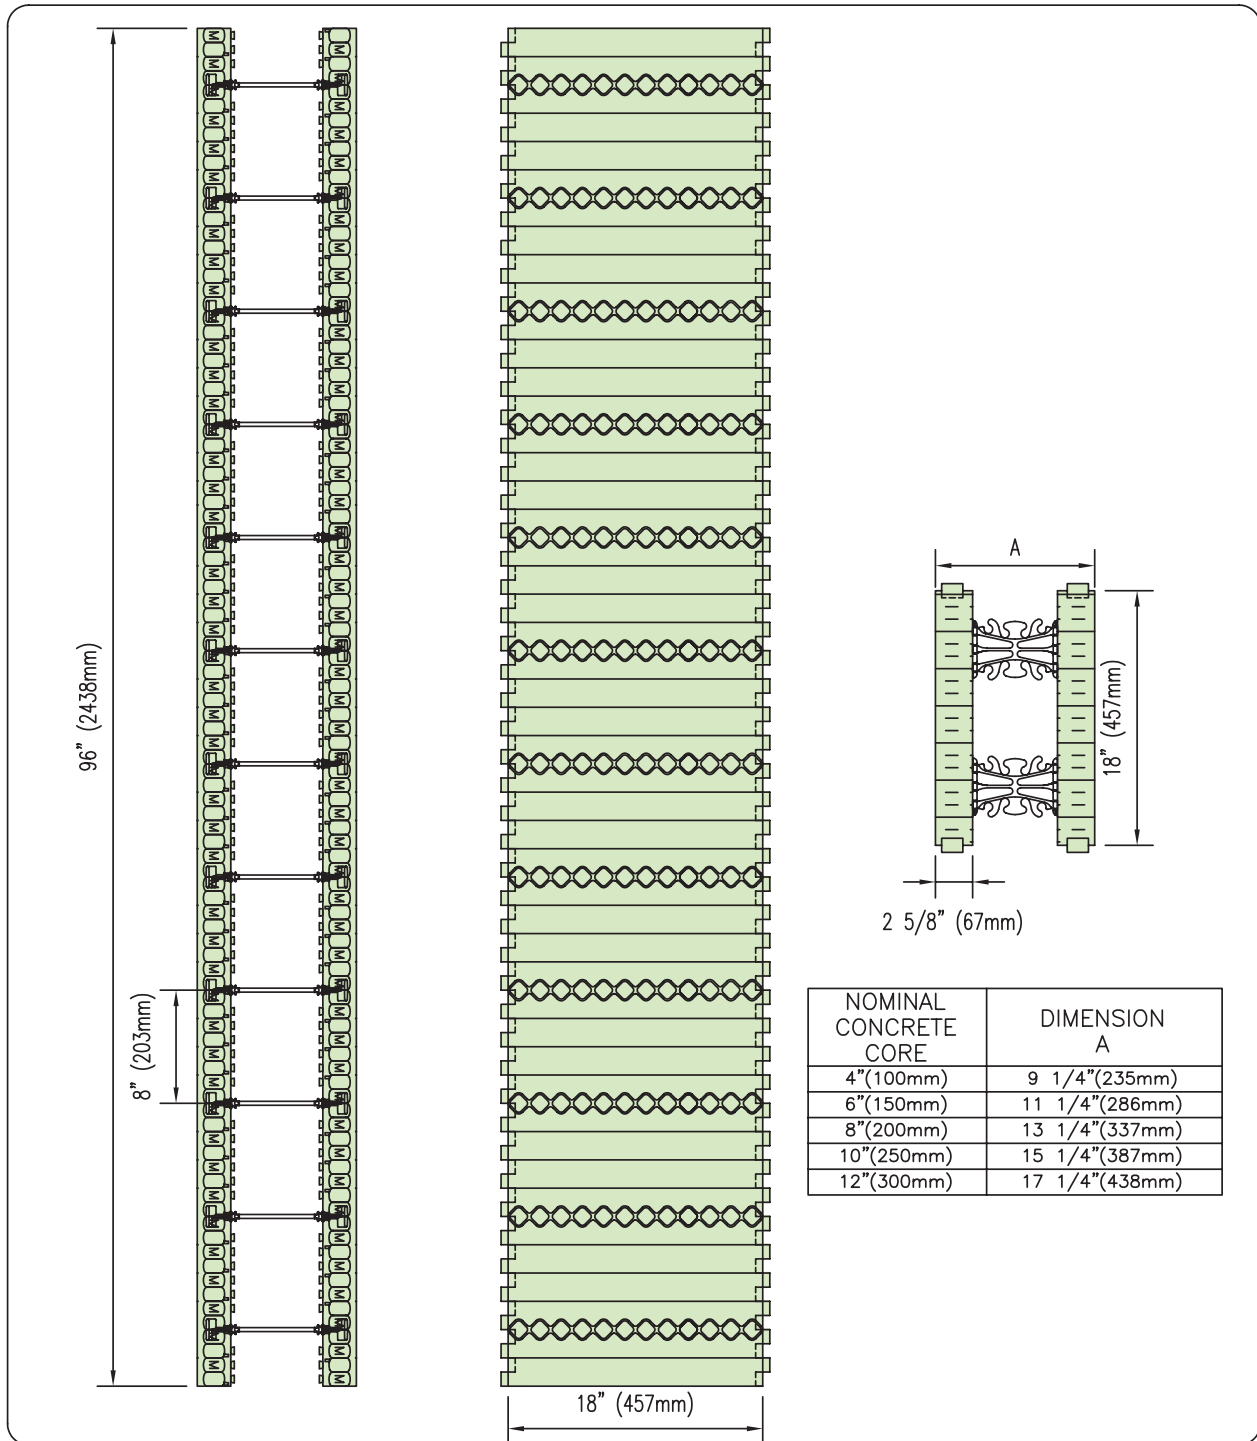 A
96" (2438mm)
18" (457mm)
2 5/8" (67mm)
8" (203mm)
NOMINAL
CONCRETE
CORE
DIMENSION
A
4"(100mm) 9 1/4"(235mm)
6"(150mm) 11 1/4"(286mm)
8"(200mm) 13 1/4"(337mm)
10"(250mm) 15 1/4"(387mm)
12"(300mm) 17 1/4"(438mm)
18" (457mm)